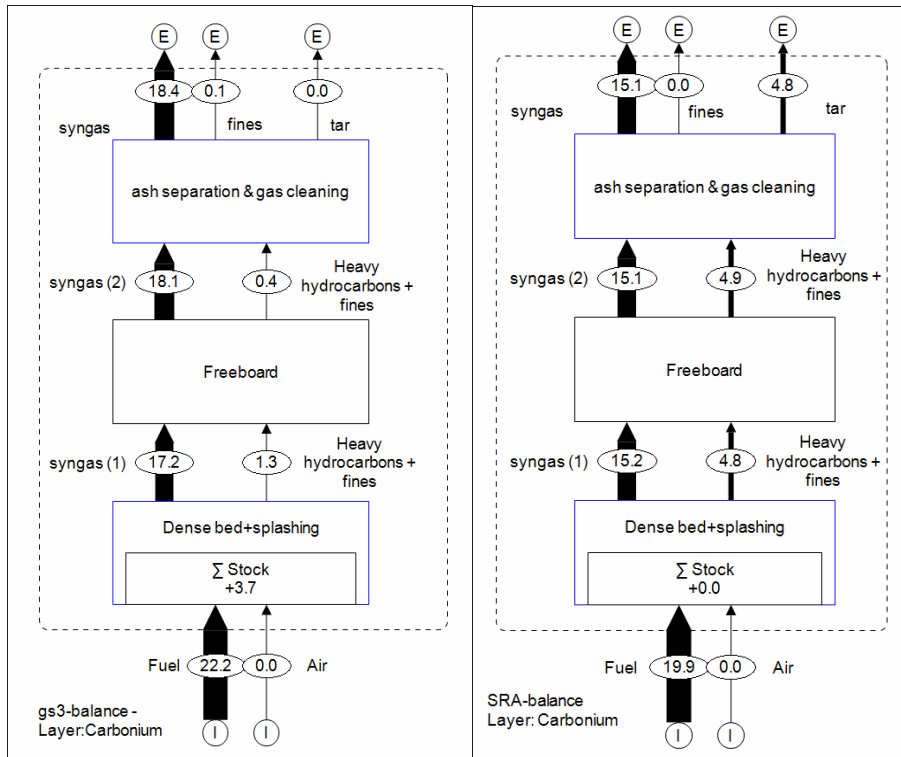 E E E
18.4 0.1 0.0
syngas fines tar
ash separation & gas cleaning
syngas (2) 18.1 0.4 Heavy
hydrocarbons +
fines
Freeboard
syngas (1) 17.2 1.3 Heavy
hydrocarbons +
fines
Dense bed+splashing
∑ Stock
+3.7
Fuel 22.2 0.0 Air
gs3-balance -
Layer:Carbonium
I I
E E E
15.1 0.0 4.8
syngas fines tar
ash separation & gas cleaning
syngas (2) 15.1 4.9 Heavy
hydrocarbons +
fines
Freeboard
syngas (1) 15.2 4.8 Heavy
hydrocarbons +
fines
Dense bed+splashing
∑ Stock
+0.0
Fuel 19.9 0.0 Air
SRA-balance
Layer: Carbonium
I I